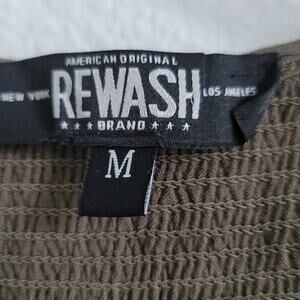 AMERICAN ORIGINAL
NEW YORK REWASH LOS ANGELES
BRAND
M